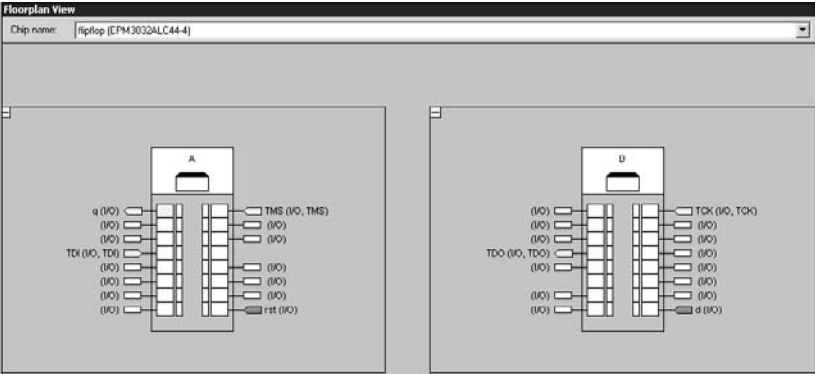 Floorplan View
Chip name: flipflop (EPM3032ALC44-4)
A
q (I/O) TMS (I/O, TMS)
(I/O) (I/O)
(I/O) (I/O)
TDI (I/O, TDI)
(I/O) (I/O)
(I/O) (I/O)
(I/O) (I/O)
(I/O) rst (I/O)
B
(I/O) TCK (I/O, TCK)
(I/O) (I/O)
(I/O) (I/O)
TDO (I/O, TDO) (I/O)
(I/O) (I/O)
(I/O)
(I/O) (I/O)
(I/O) d (I/O)